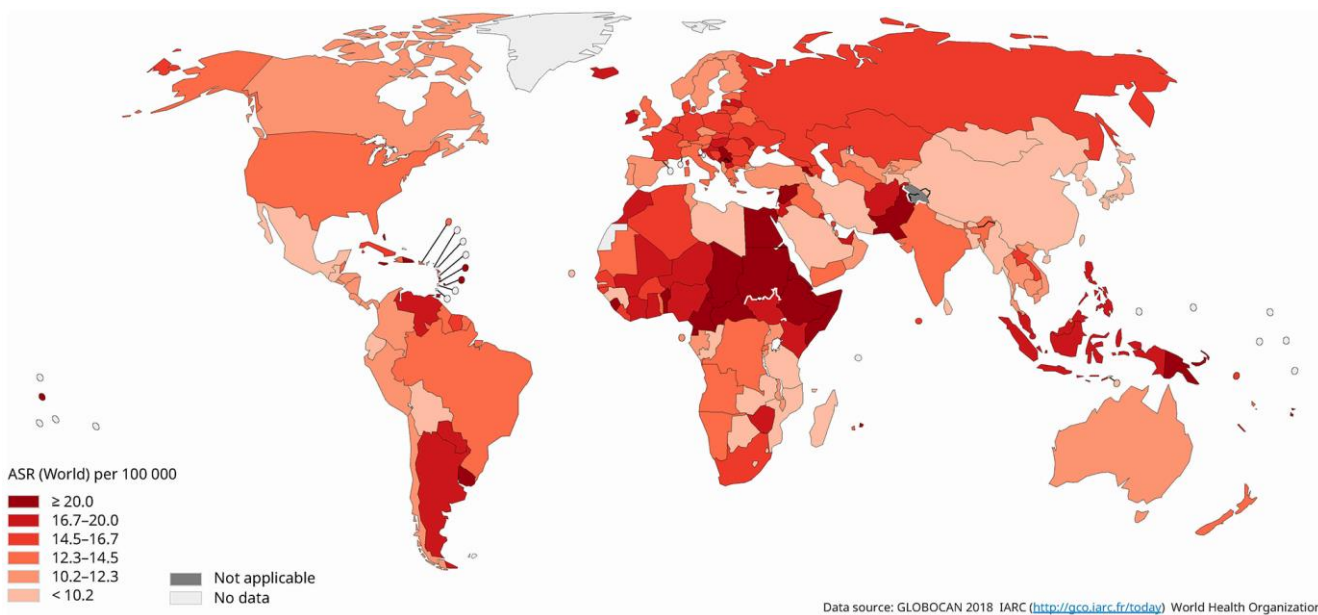 ASR (World) per 100 000
≥ 20.0
16.7–20.0
14.5–16.7
12.3–14.5
10.2–12.3
< 10.2
Not applicable
No data
Data source: GLOBOCAN 2018 IARC (http://gco.iarc.fr/today) World Health Organization